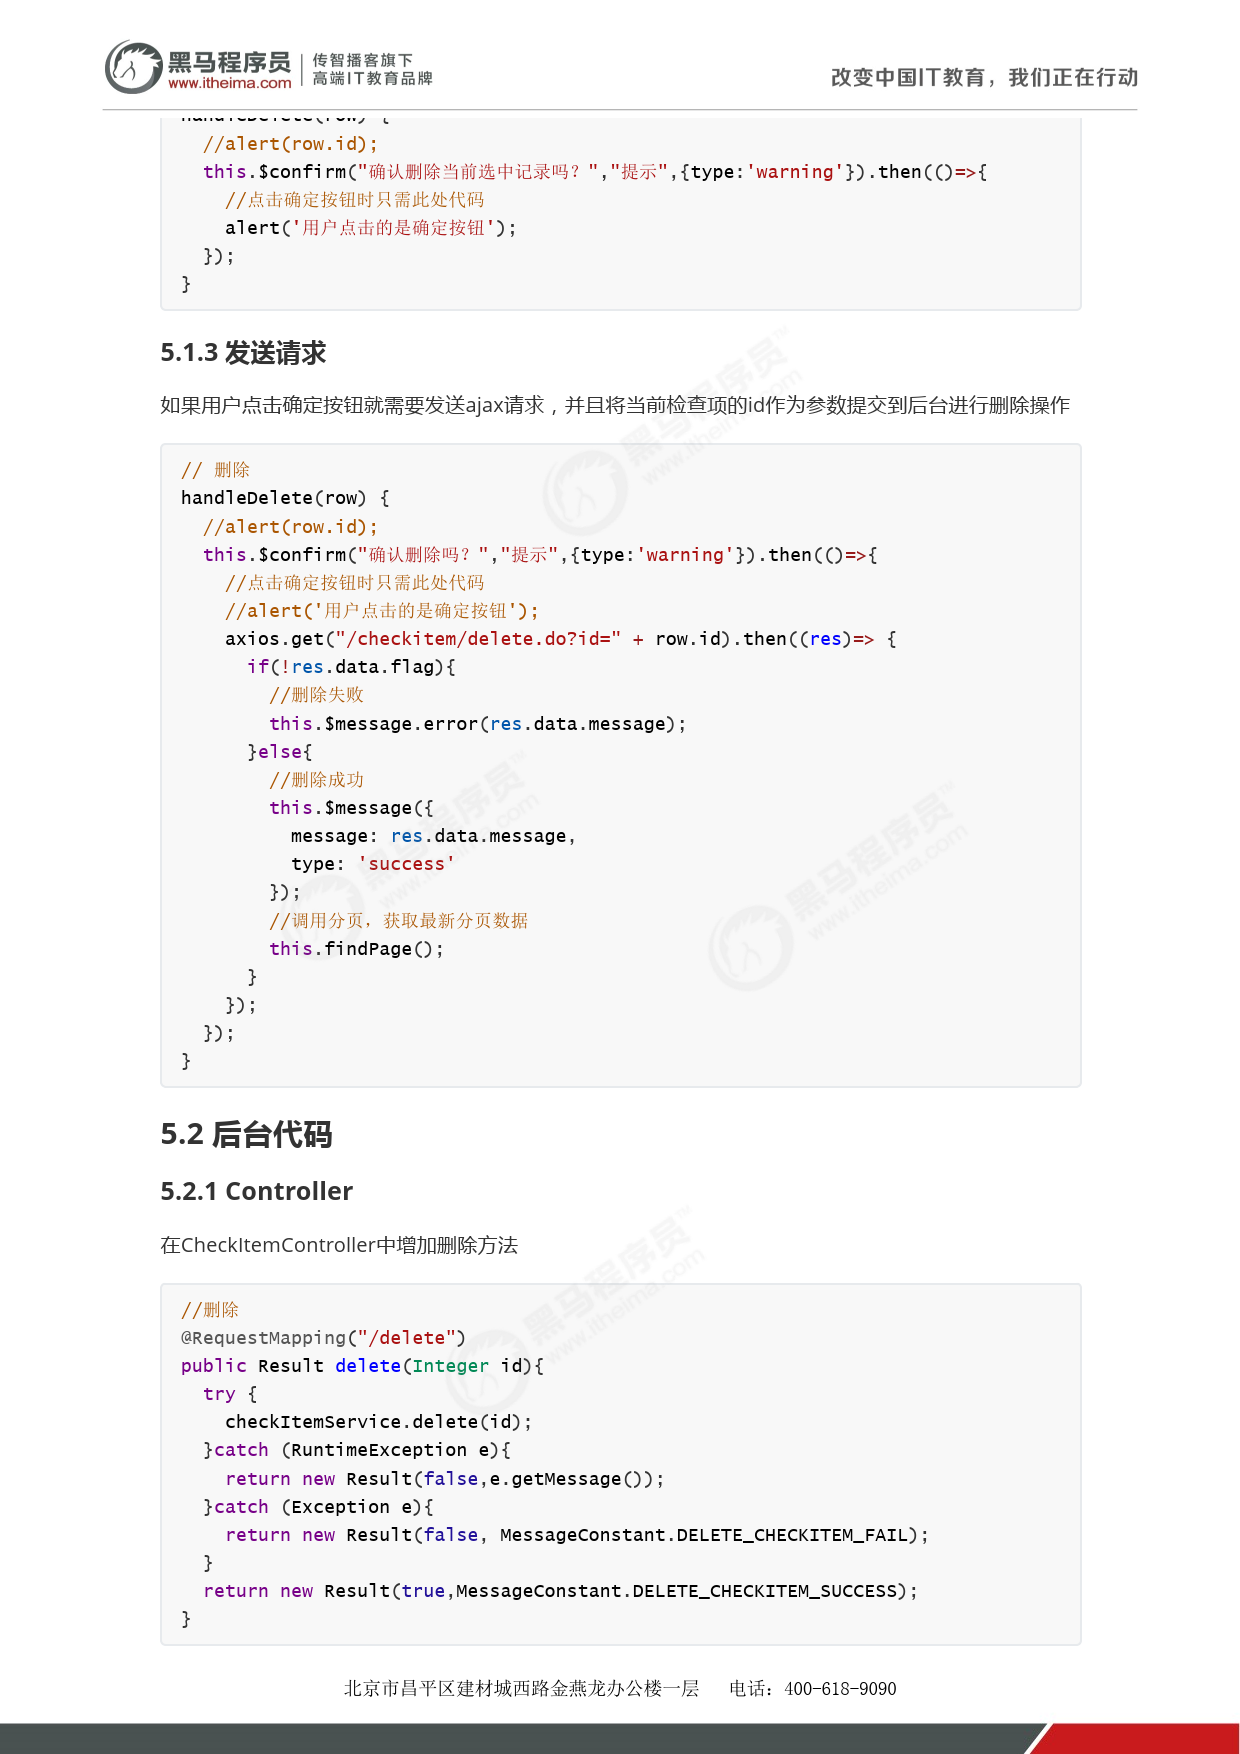 黑马程序员
www.itheima.com
传智播客旗下
高端IT教育品牌
改变中国IT教育，我们正在行动
handleDelete(row) {
  //alert(row.id);
  this.$confirm("确认删除当前选中记录吗？","提示",{type:'warning'}).then(()=>{
    //点击确定按钮时只需此处代码
    alert('用户点击的是确定按钮');
  });
}
5.1.3 发送请求
如果用户点击确定按钮就需要发送ajax请求，并且将当前检查项的id作为参数提交到后台进行删除操作
// 删除
handleDelete(row) {
  //alert(row.id);
  this.$confirm("确认删除吗？","提示",{type:'warning'}).then(()=>{
    //点击确定按钮时只需此处代码
    //alert('用户点击的是确定按钮');
    axios.get("/checkitem/delete.do?id=" + row.id).then((res)=> {
      if(!res.data.flag){
        //删除失败
        this.$message.error(res.data.message);
      }else{
        //删除成功
        this.$message({
          message: res.data.message,
          type: 'success'
        });
        //调用分页，获取最新分页数据
        this.findPage();
      }
    });
  });
}
5.2 后台代码
5.2.1 Controller
在CheckItemController中增加删除方法
//删除
@RequestMapping("/delete")
public Result delete(Integer id){
  try {
    checkItemService.delete(id);
  }catch (RuntimeException e){
    return new Result(false,e.getMessage());
  }catch (Exception e){
    return new Result(false, MessageConstant.DELETE_CHECKITEM_FAIL);
  }
  return new Result(true,MessageConstant.DELETE_CHECKITEM_SUCCESS);
}
北京市昌平区建材城西路金燕龙办公楼一层   电话：400-618-9090